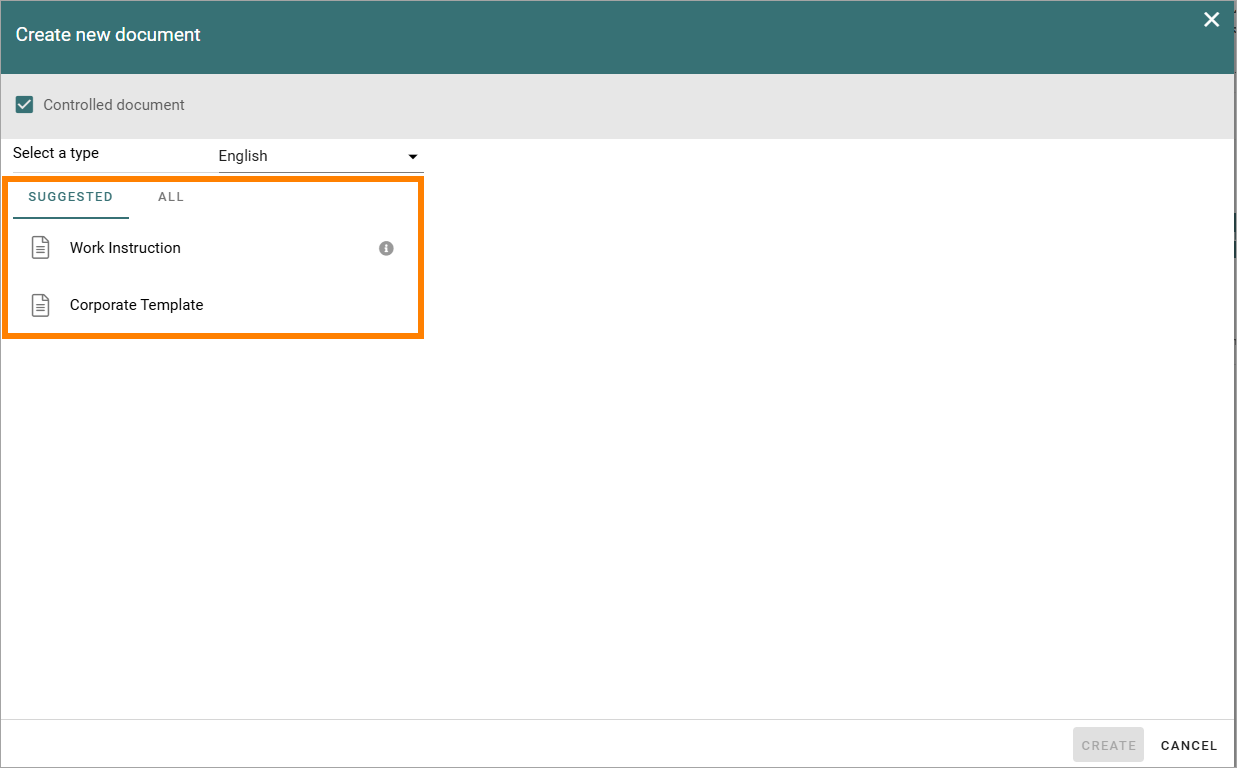 Create new document
Controlled document
Select a type
English
SUGGESTED ALL
Work Instruction
Corporate Template
CREATE CANCEL